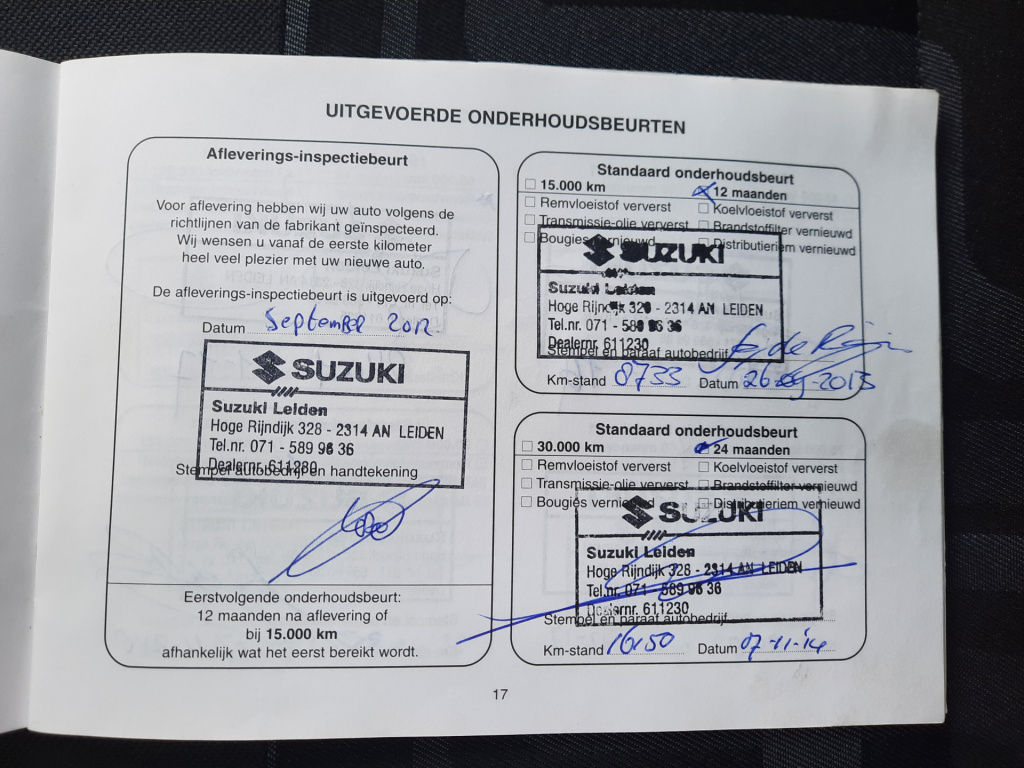 UITGEVOERDE ONDERHOUDSBEURTEN
Afleverings-inspectiebeurt
Voor aflevering hebben wij uw auto volgens de
richtlijnen van de fabrikant geïnspecteerd.
Wij wensen u vanaf de eerste kilometer
heel veel plezier met uw nieuwe auto.
De afleverings-inspectiebeurt is uitgevoerd op:
Datum September 2012
SUZUKI
Suzuki Leiden
Hoge Rijndijk 328 - 2314 AN LEIDEN
Tel.nr. 071 - 589 96 36
Dealernr. 611230
Stempel autobedrijf en handtekening
Eerstvolgende onderhoudsbeurt:
12 maanden na aflevering of
bij 15.000 km
afhankelijk wat het eerst bereikt wordt.
Standaard onderhoudsbeurt
15.000 km 12 maanden
Remvloeistof ververst Koelvloeistof ververst
Transmissie-olie ververst Brandstoffilter vernieuwd
Bougies vernieuwd Distributieriem vernieuwd
SUZUKI
Suzuki Leiden
Hoge Rijndijk 328 - 2314 AN LEIDEN
Tel.nr. 071 - 589 96 36
Dealernr. 611230
Stempel en paraaf autobedrijf
Km-stand 8733 Datum 26-09-2013
Standaard onderhoudsbeurt
30.000 km 24 maanden
Remvloeistof ververst Koelvloeistof ververst
Transmissie-olie ververst Brandstoffilter vernieuwd
Bougies vernieuwd Distributieriem vernieuwd
SUZUKI
Suzuki Leiden
Hoge Rijndijk 328 - 2314 AN LEIDEN
Tel.nr. 071 - 589 96 36
Dealernr. 611230
Stempel en paraaf autobedrijf
Km-stand 16150 Datum 07-11-'14
17